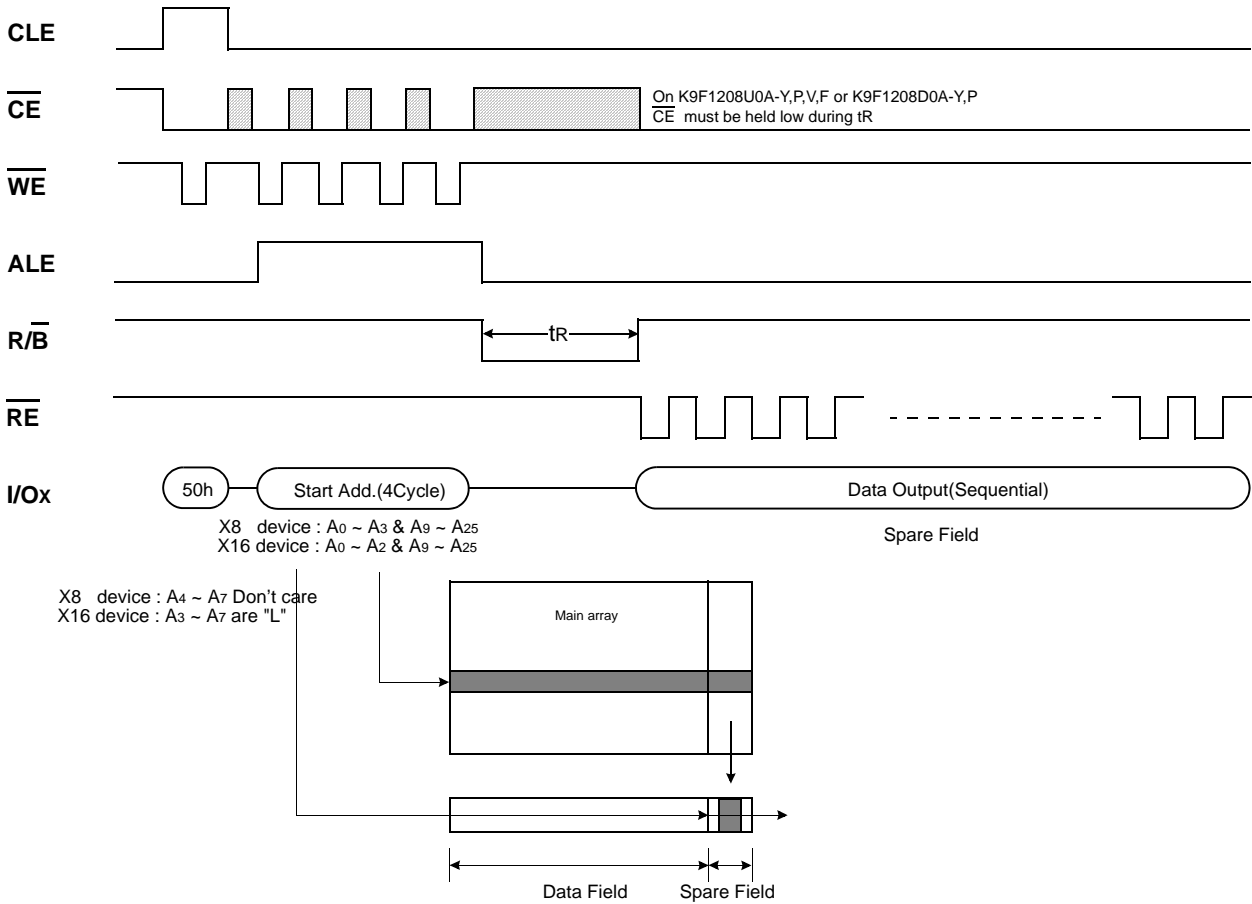 CLE
CE
On K9F1208U0A-Y,P,V,F or K9F1208D0A-Y,P
CE must be held low during tR
WE
ALE
R/B
tR
RE
I/Ox
50h
Start Add.(4Cycle)
Data Output(Sequential)
X8 device : A0 ~ A3 & A9 ~ A25
X16 device : A0 ~ A2 & A9 ~ A25
Spare Field
X8 device : A4 ~ A7 Don't care
X16 device : A3 ~ A7 are "L"
Main array
Data Field
Spare Field